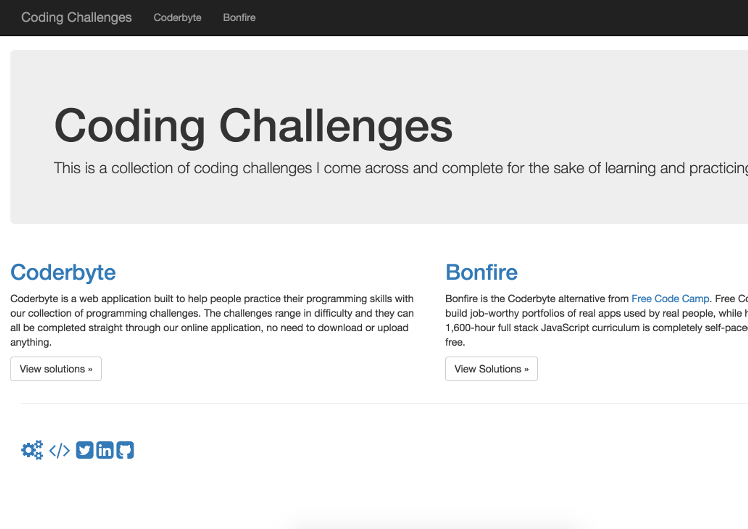 Coding Challenges Coderbyte Bonfire
Coding Challenges
This is a collection of coding challenges I come across and complete for the sake of learning and practicing
Coderbyte
Coderbyte is a web application built to help people practice their programming skills with
our collection of programming challenges. The challenges range in difficulty and they can
all be completed straight through our online application, no need to download or upload
anything.
View solutions »
Bonfire
Bonfire is the Coderbyte alternative from Free Code Camp. Free Co
build job-worthy portfolios of real apps used by real people, while h
1,600-hour full stack JavaScript curriculum is completely self-pace
free.
View Solutions »